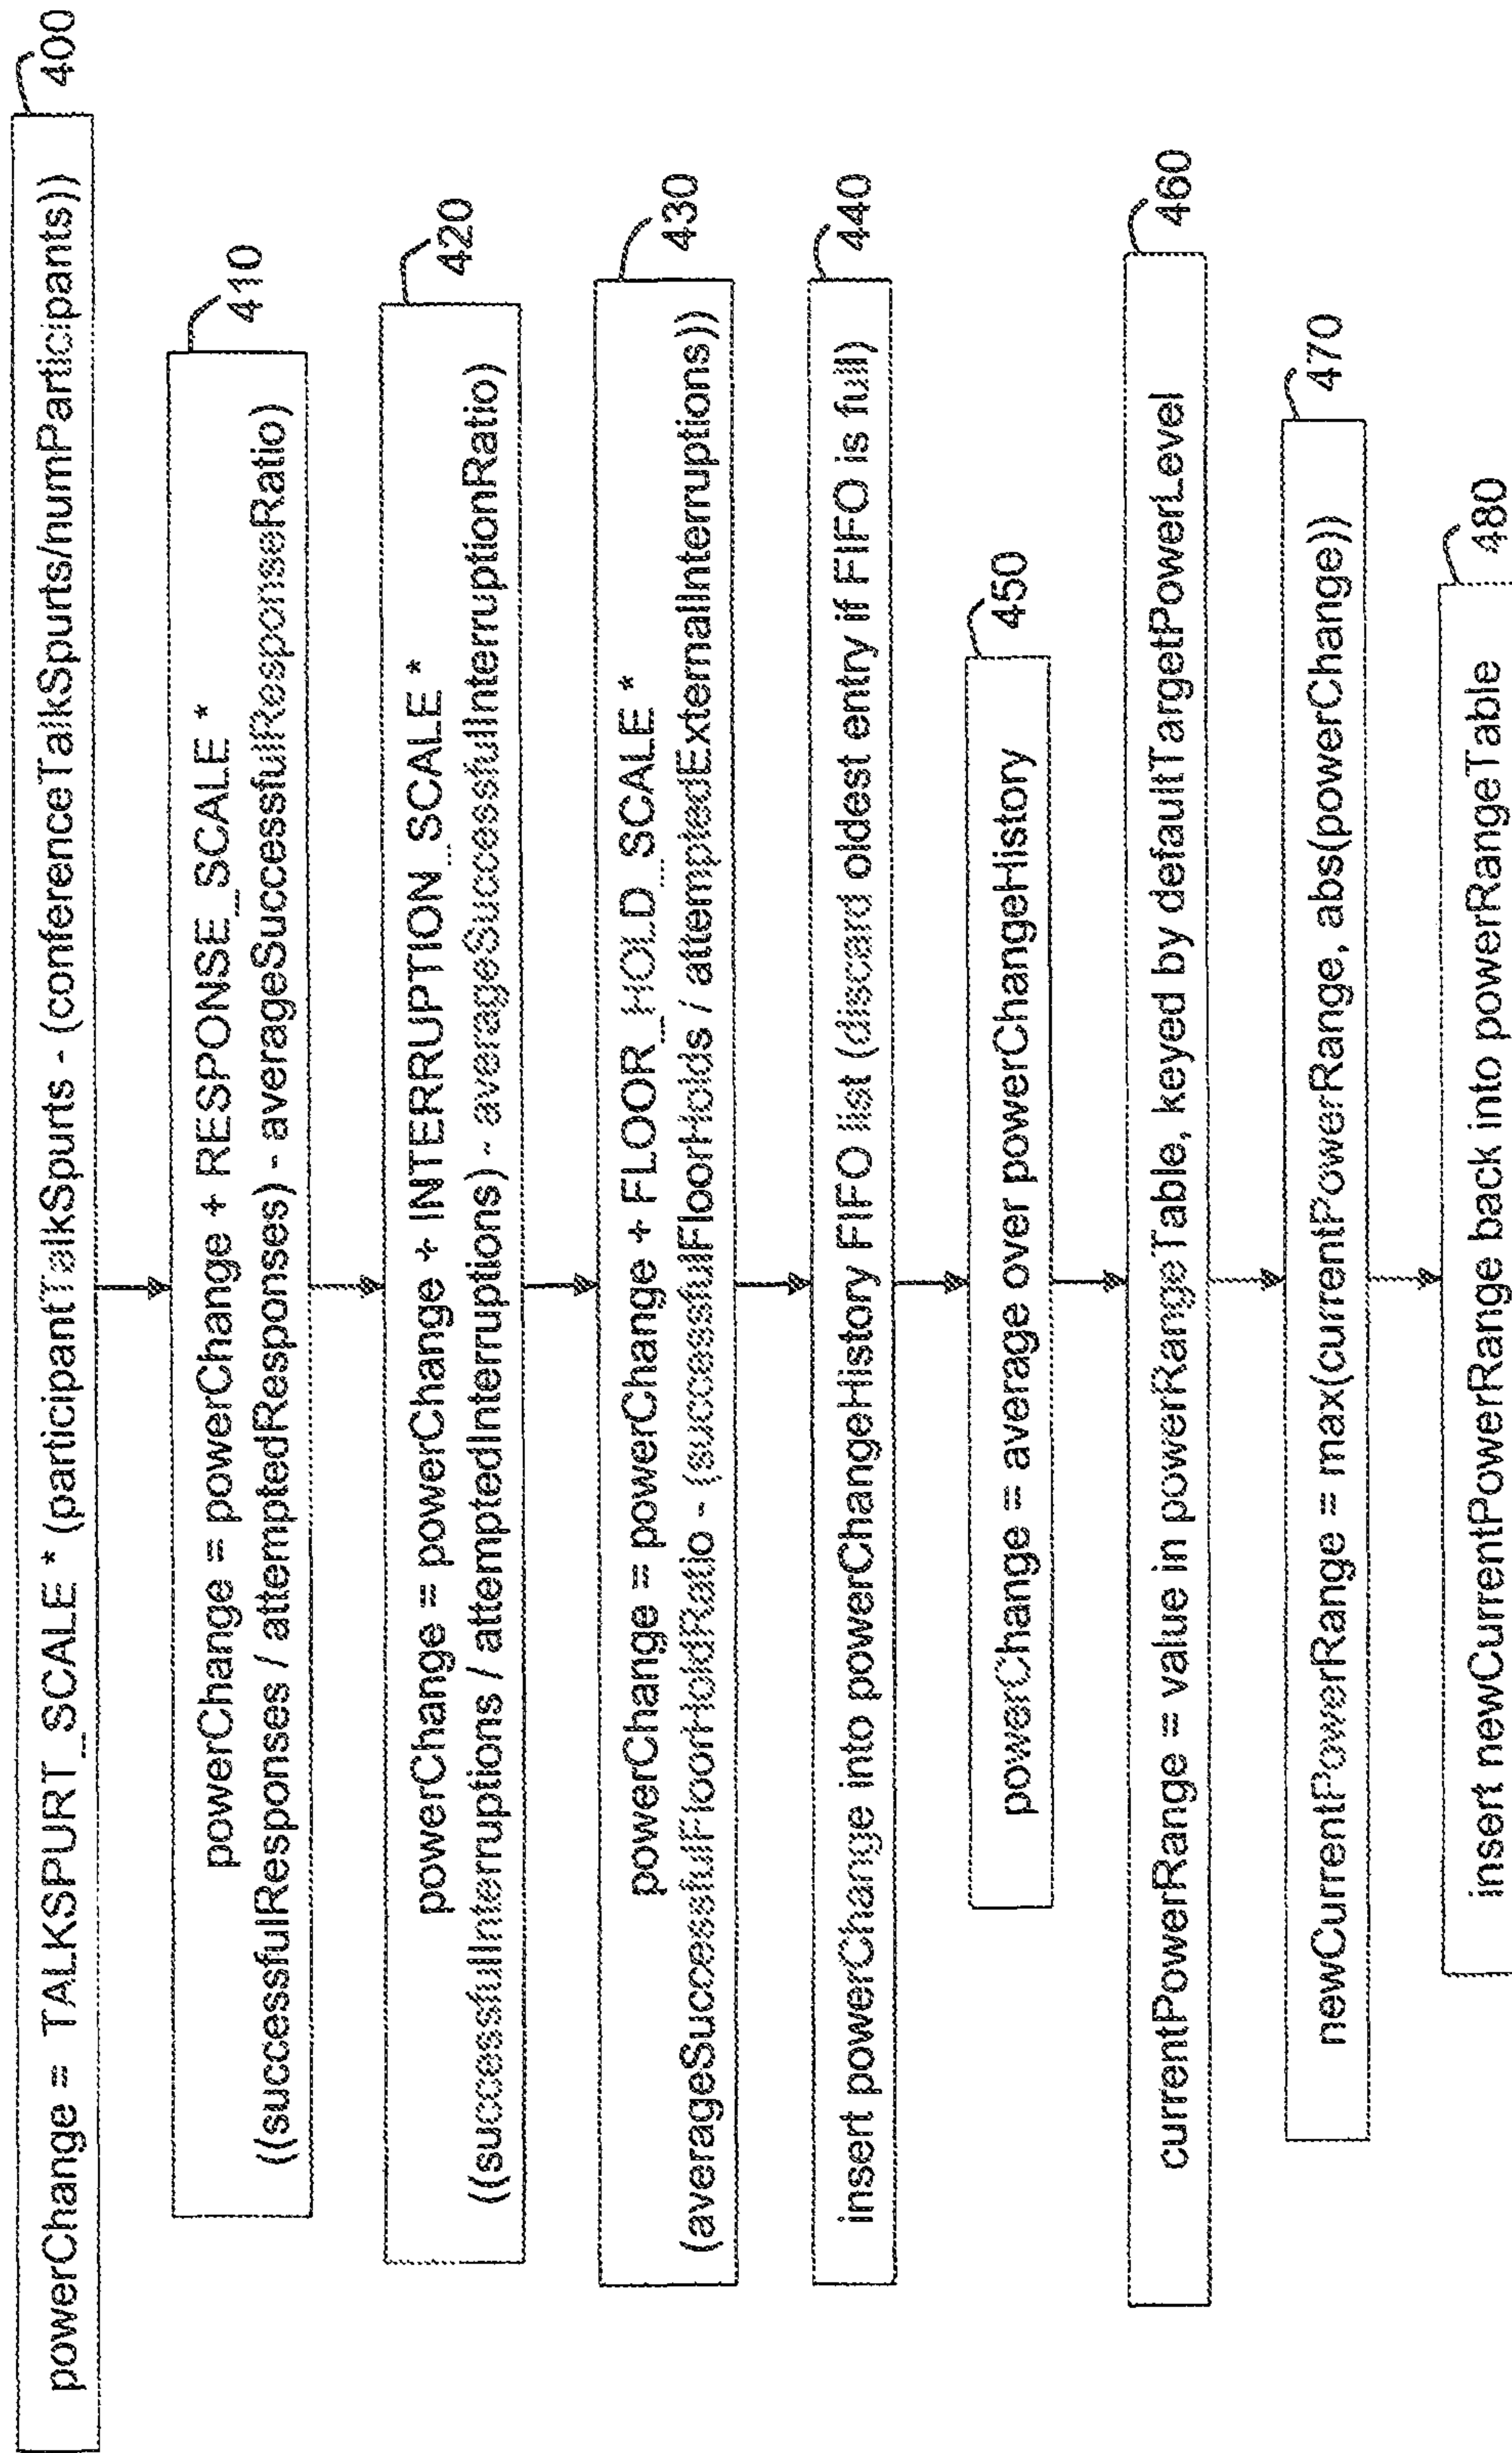 powerChange = TALKSPURT_SCALE * (participantTalkSpurts - (conferenceTalkSpurts/numParticipants))
400
powerChange = powerChange + RESPONSE_SCALE *
((successfulResponses / attemptedResponses) - averageSuccessfulResponseRatio)
410
powerChange = powerChange + INTERRUPTION_SCALE *
((successfulInterruptions / attemptedInterruptions) - averageSuccessfulInterruptionRatio)
420
powerChange = powerChange + FLOOR_HOLD_SCALE *
(averageSuccessfulFloorHoldRatio - (successfulFloorHolds / attemptedExternalInterruptions))
430
insert powerChange into powerChangeHistory FIFO list (discard oldest entry if FIFO is full)
440
powerChange = average over powerChangeHistory
450
currentPowerRange = value in powerRangeTable, keyed by defaultTargetPowerLevel
460
newCurrentPowerRange = max(currentPowerRange, abs(powerChange))
470
insert newCurrentPowerRange back into powerRangeTable
480